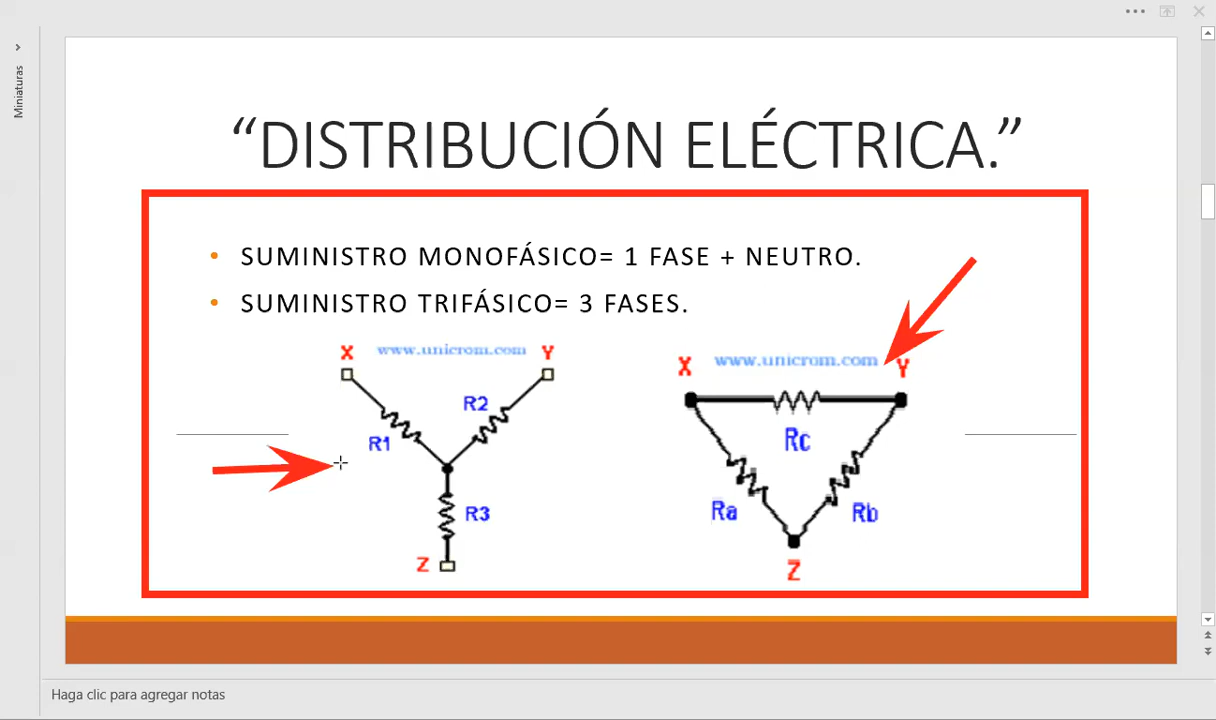 Miniaturas
“DISTRIBUCIÓN ELÉCTRICA.”
• SUMINISTRO MONOFÁSICO= 1 FASE + NEUTRO.
• SUMINISTRO TRIFÁSICO= 3 FASES.
X www.unicrom.com Y
R2
R1
R3
Z
X www.unicrom.com Y
Rc
Ra Rb
Z
Haga clic para agregar notas